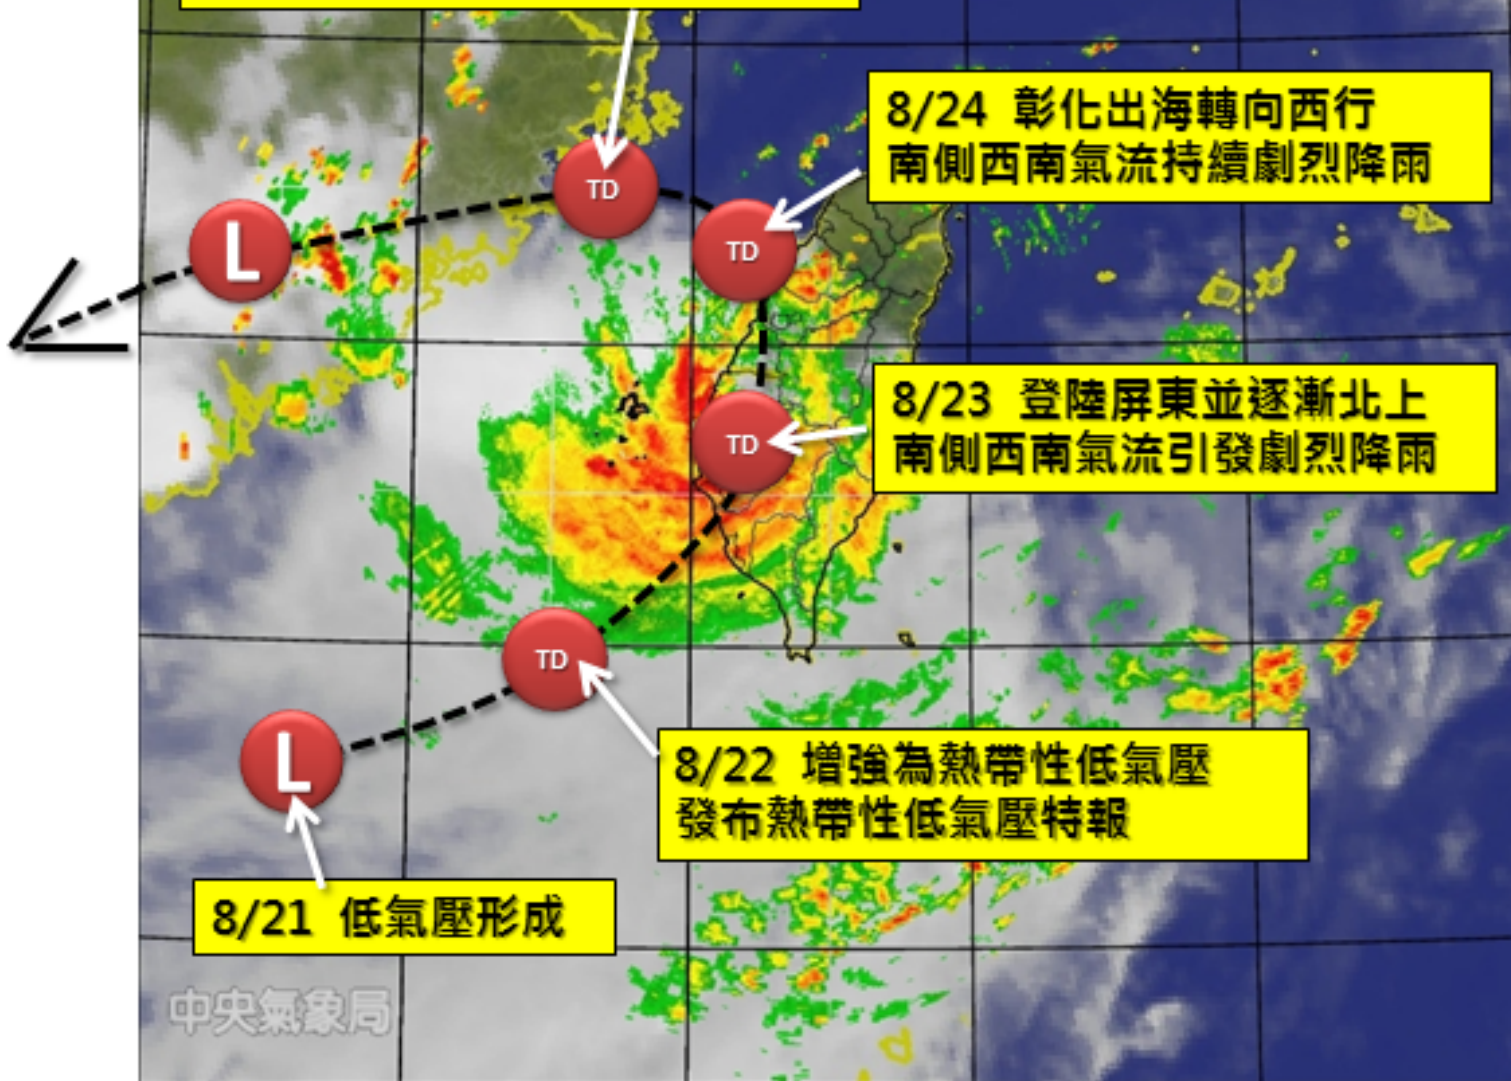 8/24 彰化出海轉向西行
南側西南氣流持續劇烈降雨
TD
TD
L
8/23 登陸屏東並逐漸北上
南側西南氣流引發劇烈降雨
TD
TD
8/22 增強為熱帶性低氣壓
發布熱帶性低氣壓特報
L
8/21 低氣壓形成
中央氣象局